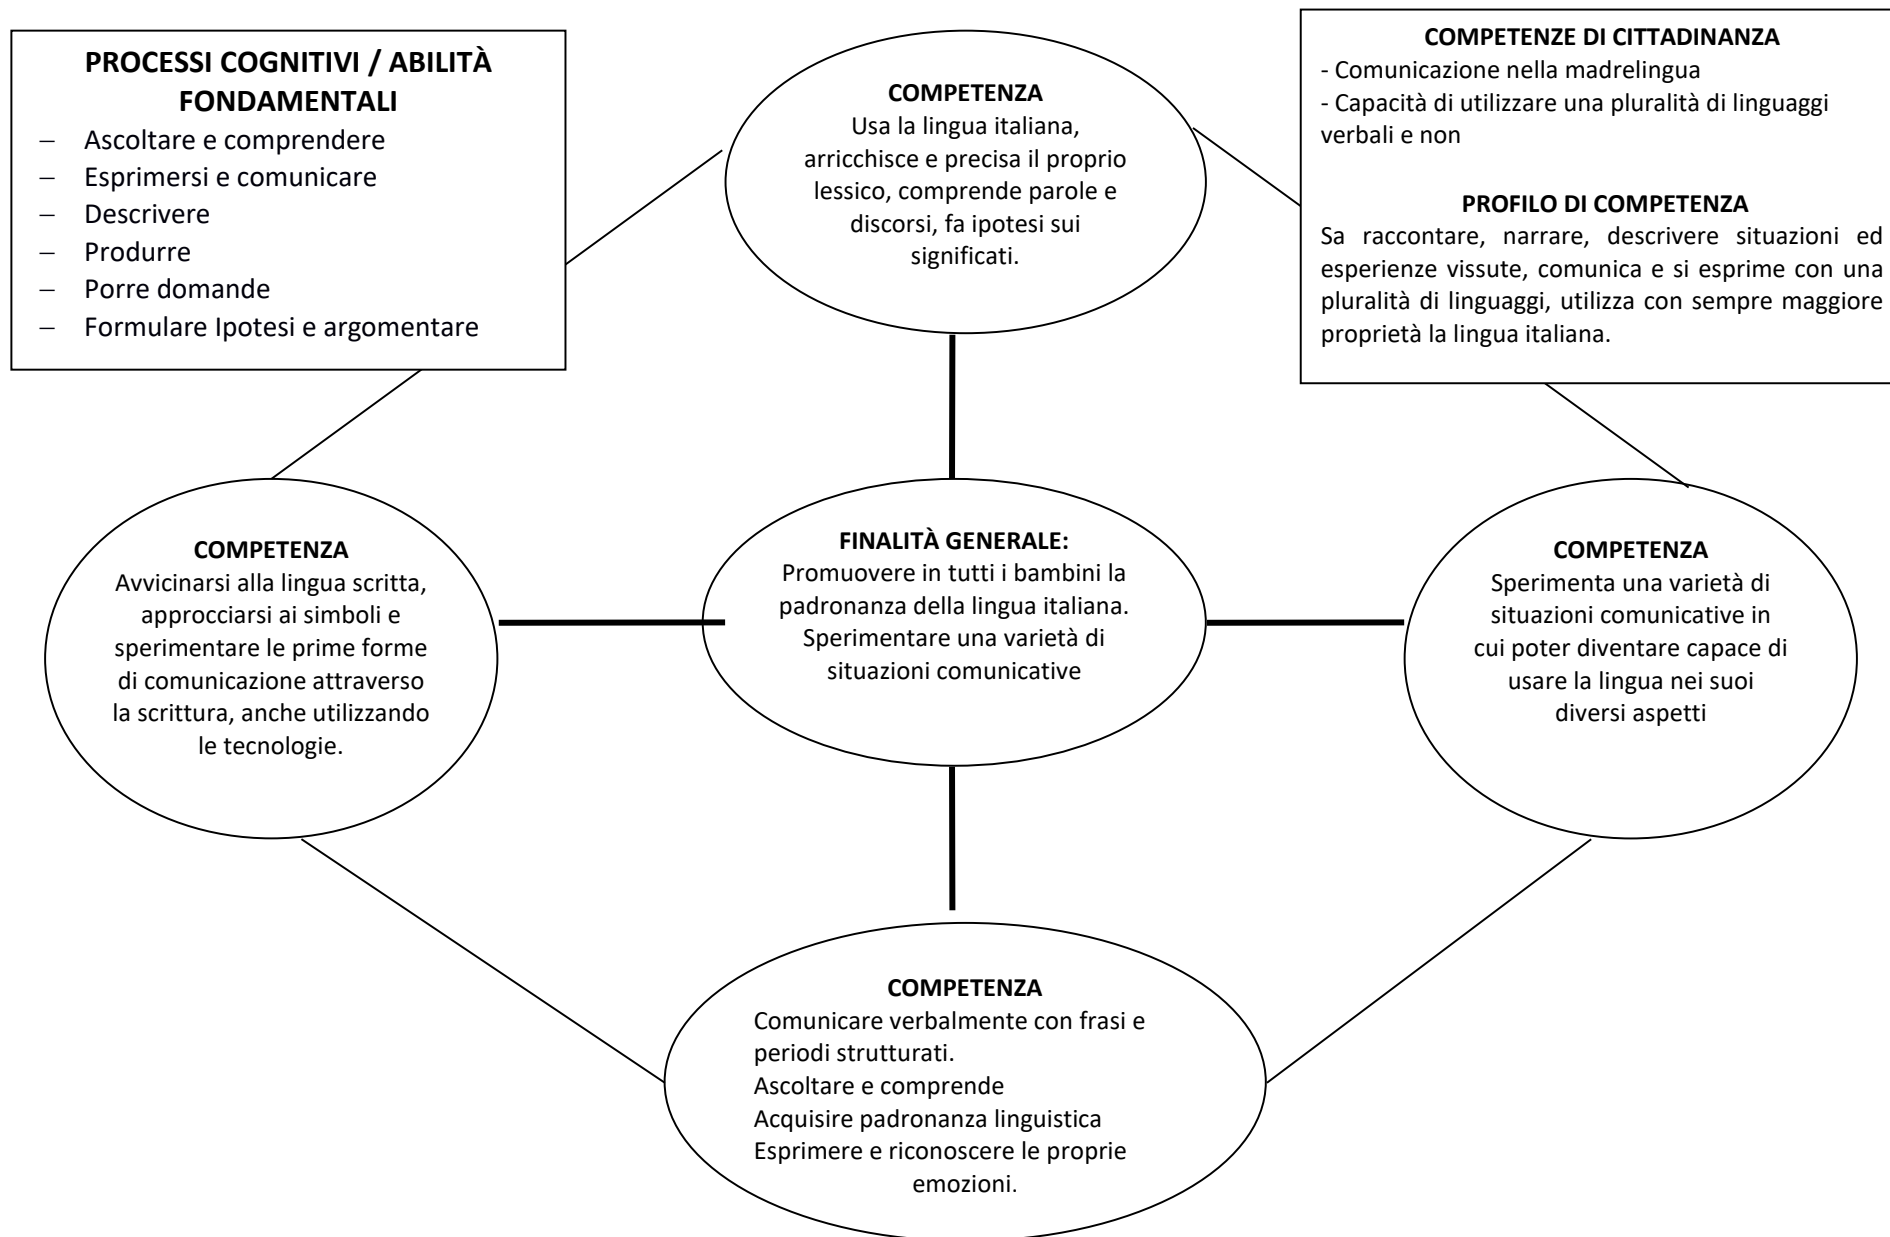 PROCESSI COGNITIVI / ABILITÀ
FONDAMENTALI
– Ascoltare e comprendere
– Esprimersi e comunicare
– Descrivere
– Produrre
– Porre domande
– Formulare Ipotesi e argomentare
COMPETENZA
Usa la lingua italiana,
arricchisce e precisa il proprio
lessico, comprende parole e
discorsi, fa ipotesi sui
significati.
COMPETENZE DI CITTADINANZA
- Comunicazione nella madrelingua
- Capacità di utilizzare una pluralità di linguaggi
verbali e non
PROFILO DI COMPETENZA
Sa raccontare, narrare, descrivere situazioni ed
esperienze vissute, comunica e si esprime con una
pluralità di linguaggi, utilizza con sempre maggiore
proprietà la lingua italiana.
COMPETENZA
Avvicinarsi alla lingua scritta,
approcciarsi ai simboli e
sperimentare le prime forme
di comunicazione attraverso
la scrittura, anche utilizzando
le tecnologie.
FINALITÀ GENERALE:
Promuovere in tutti i bambini la
padronanza della lingua italiana.
Sperimentare una varietà di
situazioni comunicative
COMPETENZA
Sperimenta una varietà di
situazioni comunicative in
cui poter diventare capace di
usare la lingua nei suoi
diversi aspetti
COMPETENZA
Comunicare verbalmente con frasi e
periodi strutturati.
Ascoltare e comprende
Acquisire padronanza linguistica
Esprimere e riconoscere le proprie
emozioni.